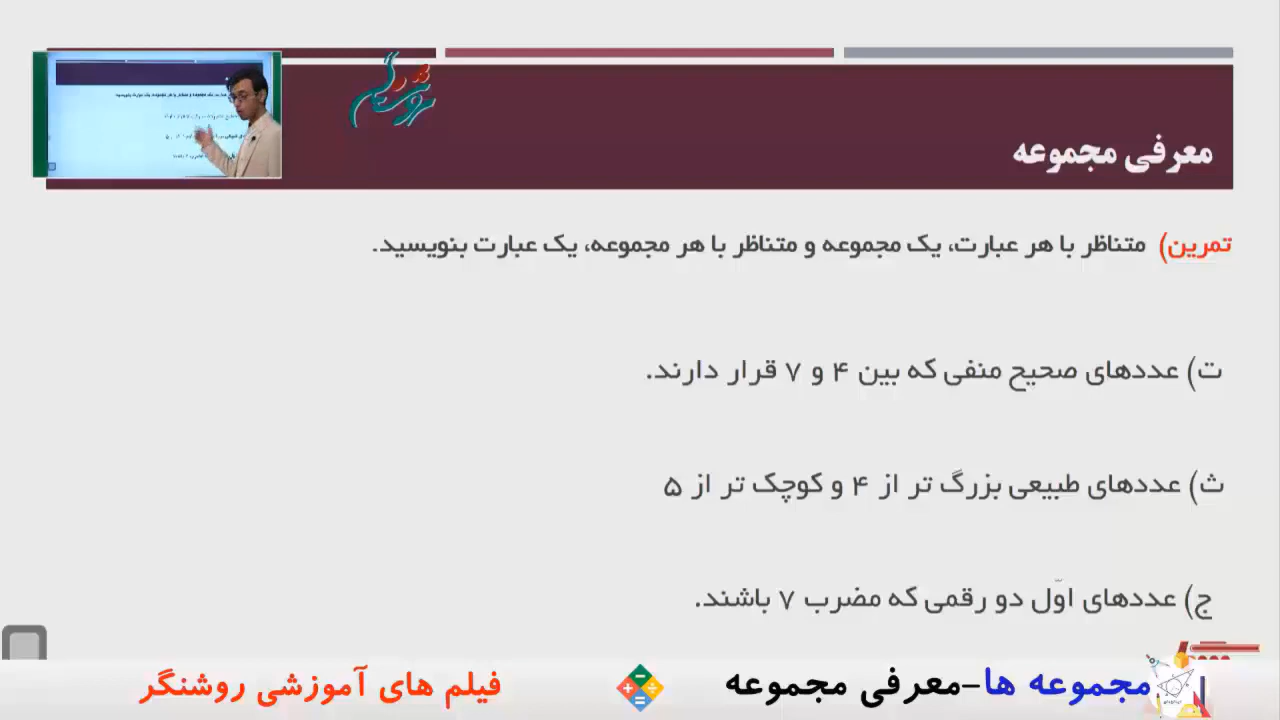 روشنگر
معرفی مجموعه
تمرین) متناظر با هر عبارت، یک مجموعه و متناظر با هر مجموعه، یک عبارت بنویسید.
ت) عددهای صحیح منفی که بین ۴ و ۷ قرار دارند.
ث) عددهای طبیعی بزرگ تر از ۴ و کوچک تر از ۵
ج) عددهای اوّل دو رقمی که مضرب ۷ باشند.
مجموعه ها-معرفی مجموعه
فیلم های آموزشی روشنگر